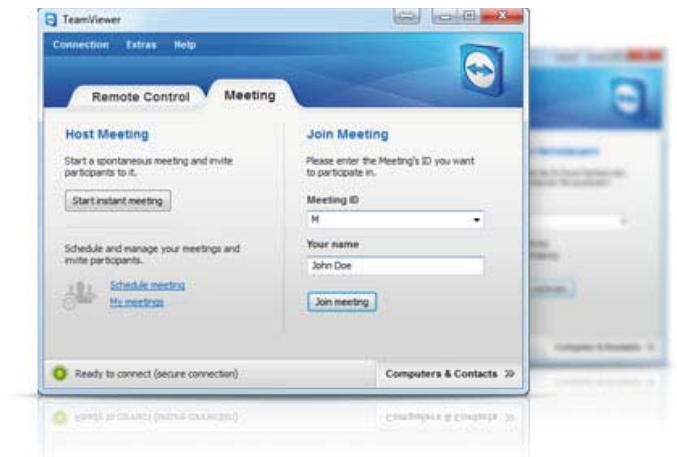 TeamViewer
Connection Extras Help
Remote Control Meeting
Host Meeting
Start a spontaneous meeting and invite
participants to it.
Start instant meeting
Schedule and manage your meetings and
invite participants.
Schedule meeting
My meetings
Join Meeting
Please enter the Meeting's ID you want
to participate in.
Meeting ID
M
Your name
John Doe
Join meeting
Ready to connect (secure connection)
Computers & Contacts >>